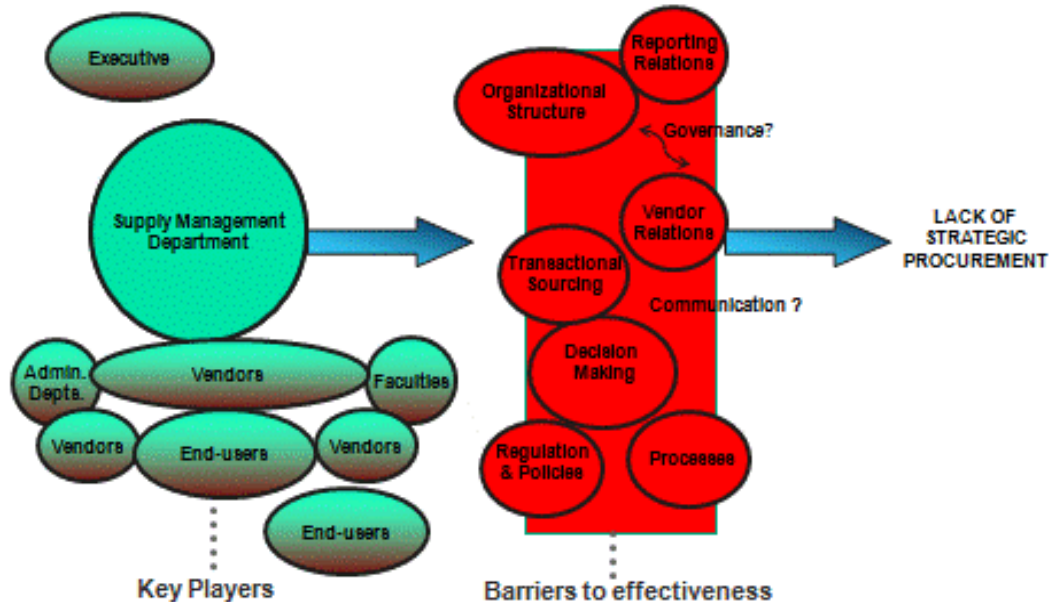 Executive
Supply Management
Department
Admin.
Depts.
Vendors
Faculties
Vendors
End-users
Vendors
End-users
Key Players
Reporting
Relations
Organizational
Structure
Governance?
Vendor
Relations
Transactional
Sourcing
Communication ?
Decision
Making
Regulation
& Policies
Processes
Barriers to effectiveness
LACK OF
STRATEGIC
PROCUREMENT